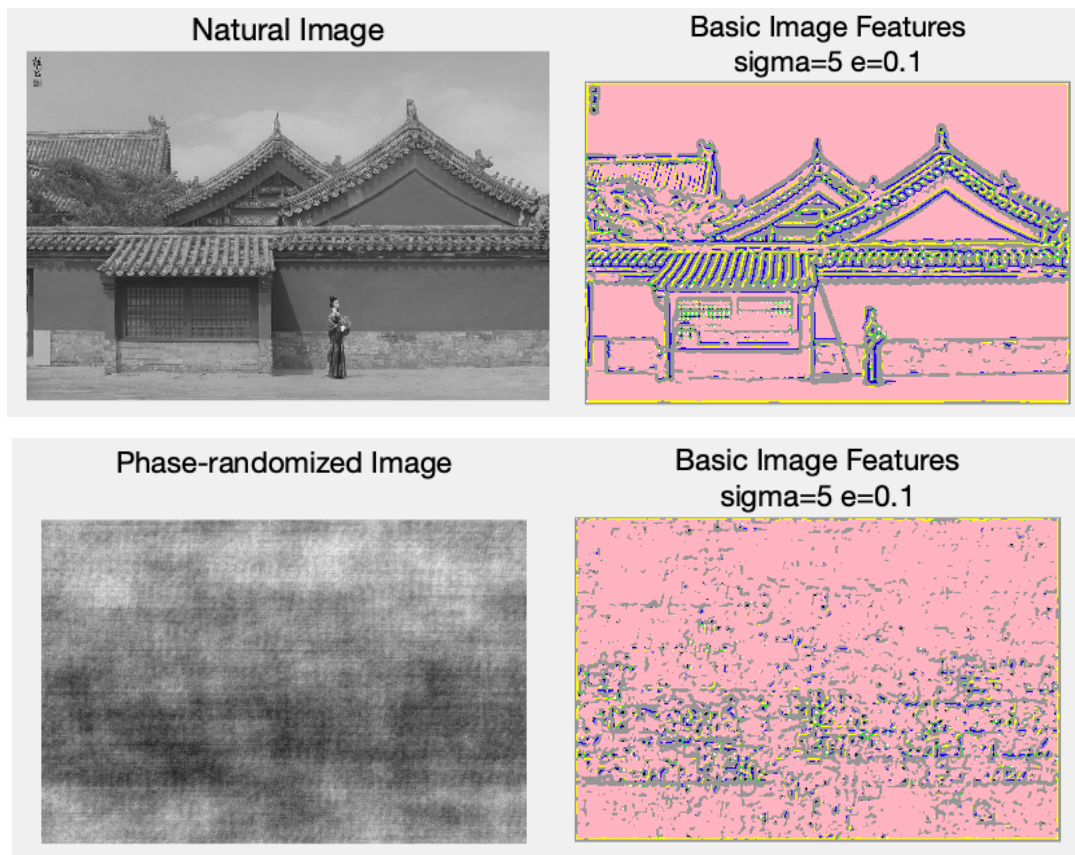 Natural Image
Basic Image Features
sigma=5 e=0.1
Phase-randomized Image
Basic Image Features
sigma=5 e=0.1